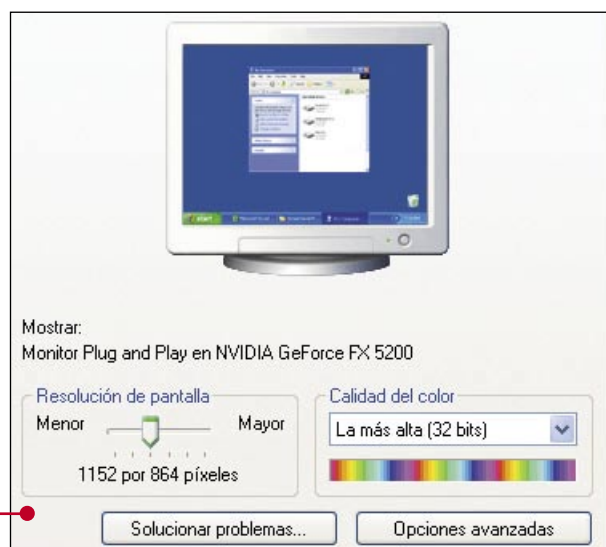 Mostrar:
Monitor Plug and Play en NVIDIA GeForce FX 5200
Resolución de pantalla
Menor
Mayor
1152 por 864 píxeles
Calidad del color
La más alta (32 bits)
Solucionar problemas...
Opciones avanzadas